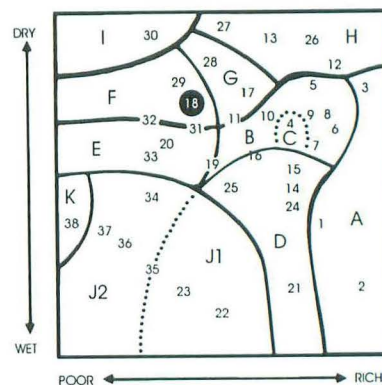 DRY
I 30 27 13 26 H
28 12
F 29 G 5 3
18 17
10 4 9 8
32 31 11 B C 6
7
E 20 33 19 16
15
K 34 25 14
24
38 37 1 A
36 J1 D
35
J2 23 21 2
22
WET
POOR RICH